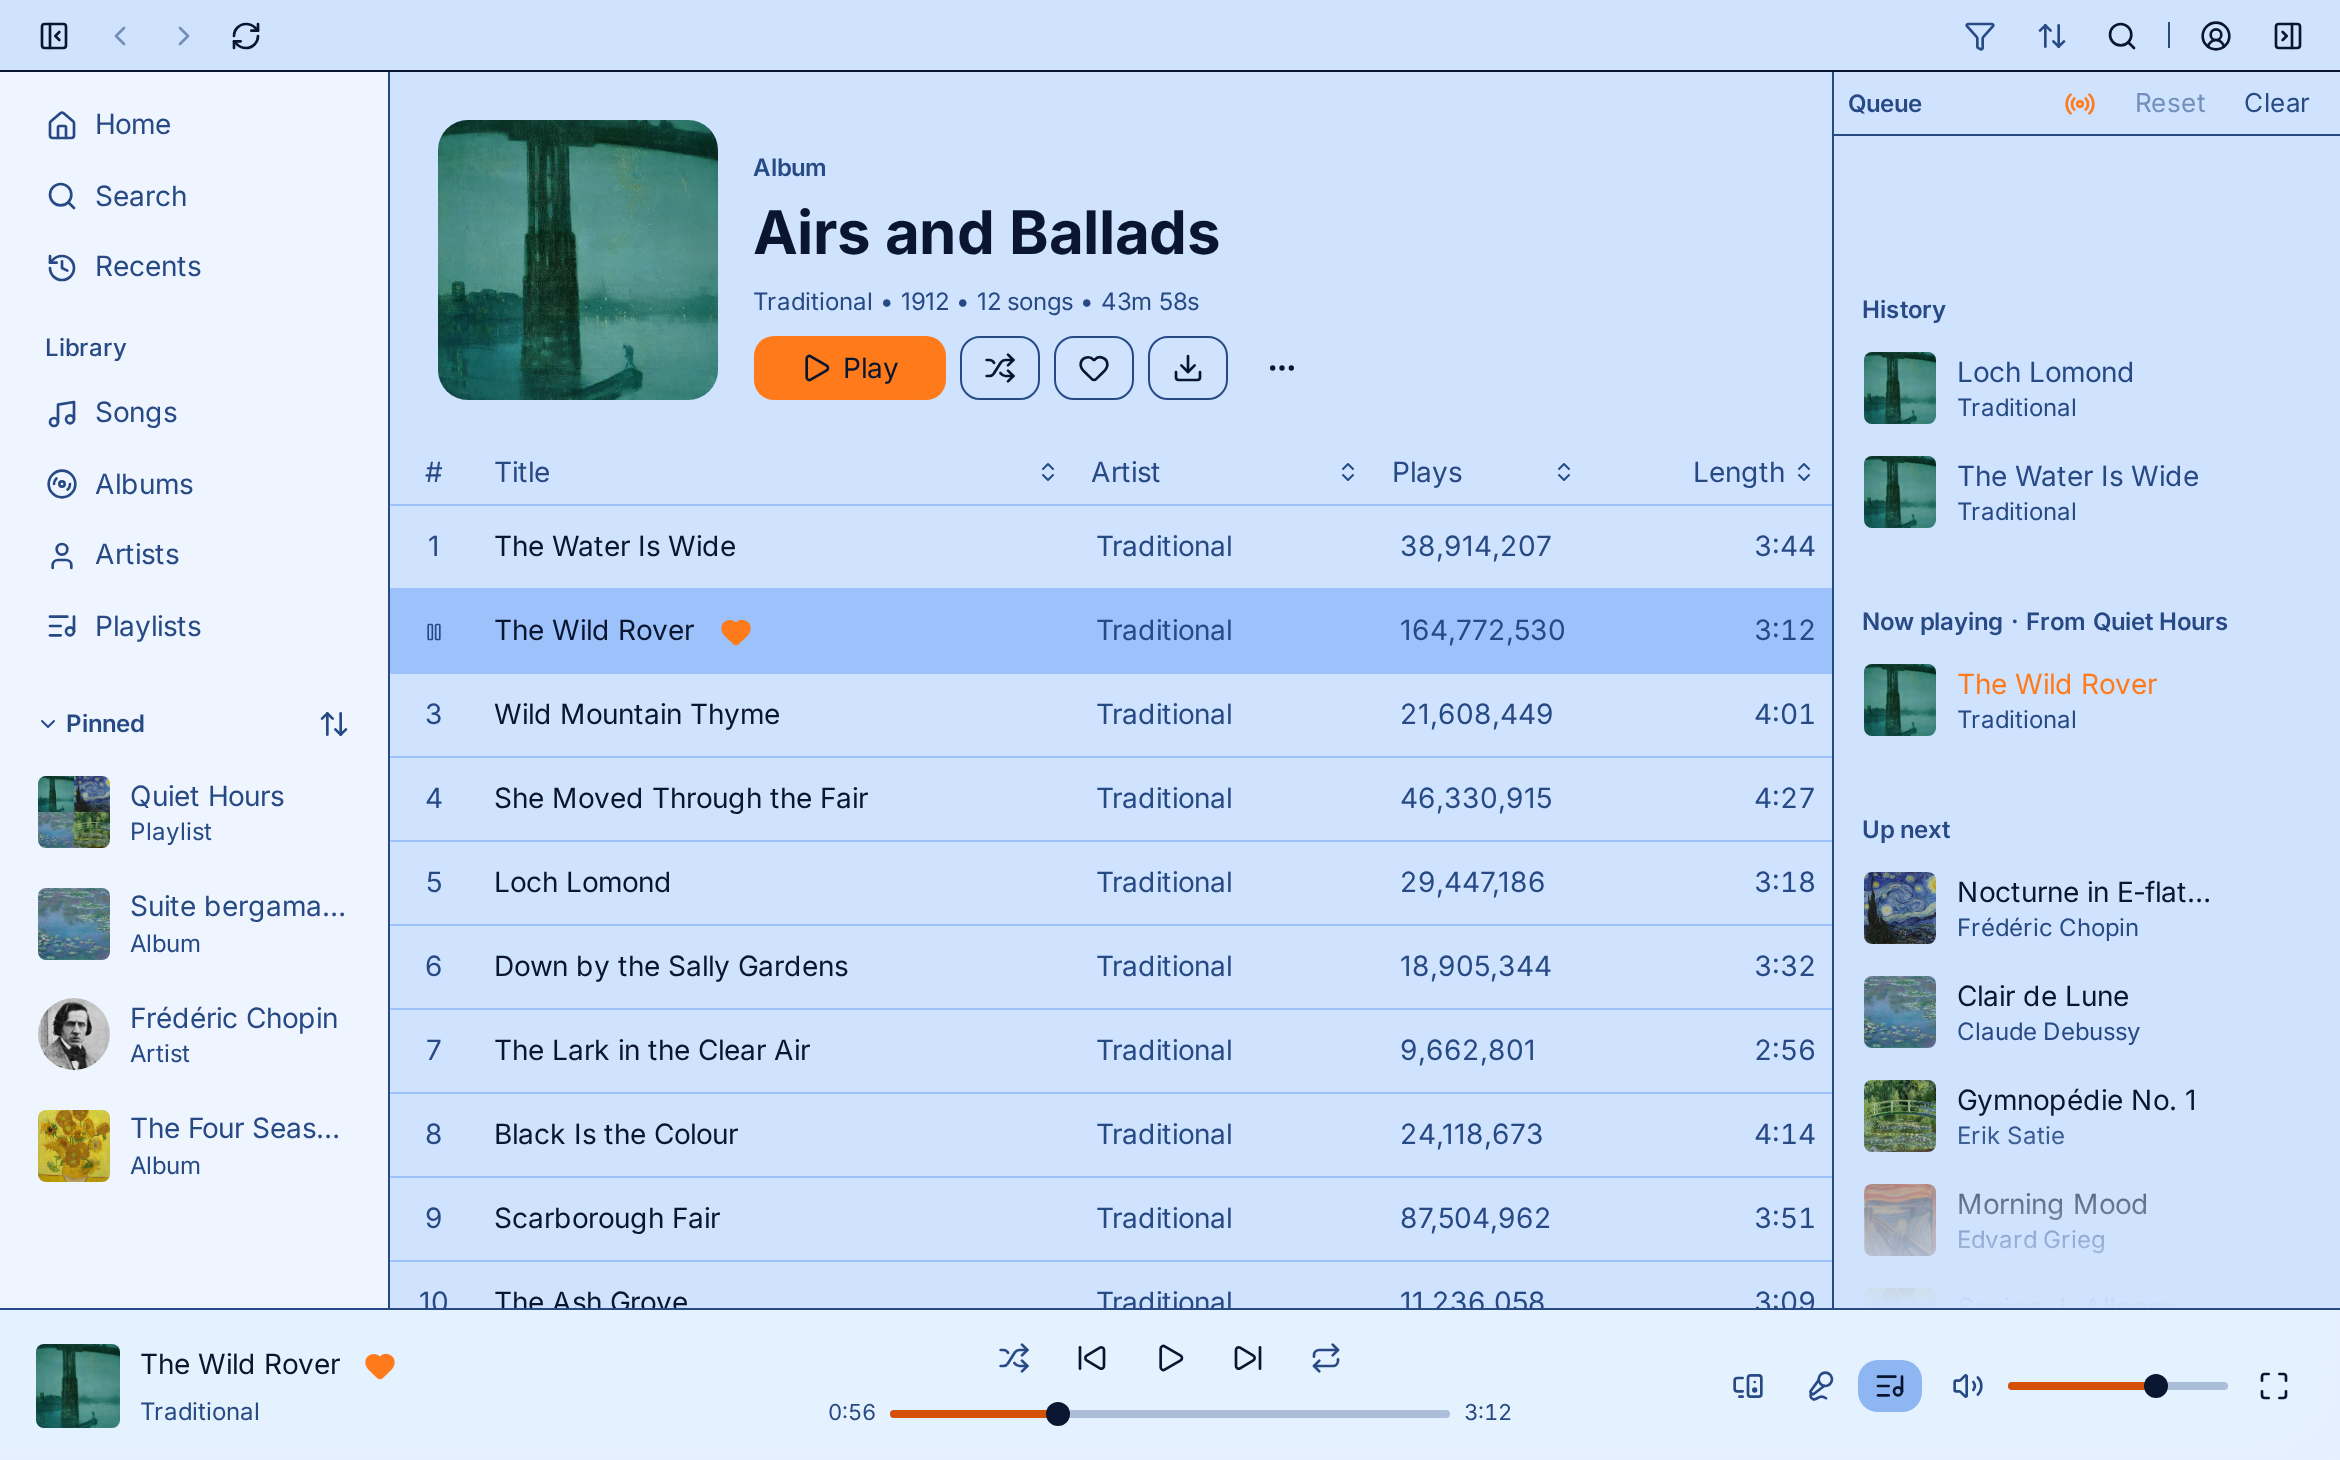 Home
Search
Recents
Library
Songs
Albums
Artists
Playlists
Pinned
Quiet Hours
Playlist
Suite bergama...
Album
Frédéric Chopin
Artist
The Four Seas...
Album
Album
Airs and Ballads
Traditional • 1912 • 12 songs • 43m 58s
Play
# Title Artist Plays Length
1 The Water Is Wide Traditional 38,914,207 3:44
The Wild Rover Traditional 164,772,530 3:12
3 Wild Mountain Thyme Traditional 21,608,449 4:01
4 She Moved Through the Fair Traditional 46,330,915 4:27
5 Loch Lomond Traditional 29,447,186 3:18
6 Down by the Sally Gardens Traditional 18,905,344 3:32
7 The Lark in the Clear Air Traditional 9,662,801 2:56
8 Black Is the Colour Traditional 24,118,673 4:14
9 Scarborough Fair Traditional 87,504,962 3:51
10 The Ash Grove Traditional 11,236,058 3:09
Queue Reset Clear
History
Loch Lomond
Traditional
The Water Is Wide
Traditional
Now playing · From Quiet Hours
The Wild Rover
Traditional
Up next
Nocturne in E-flat...
Frédéric Chopin
Clair de Lune
Claude Debussy
Gymnopédie No. 1
Erik Satie
Morning Mood
Edvard Grieg
The Wild Rover
Traditional
0:56 3:12